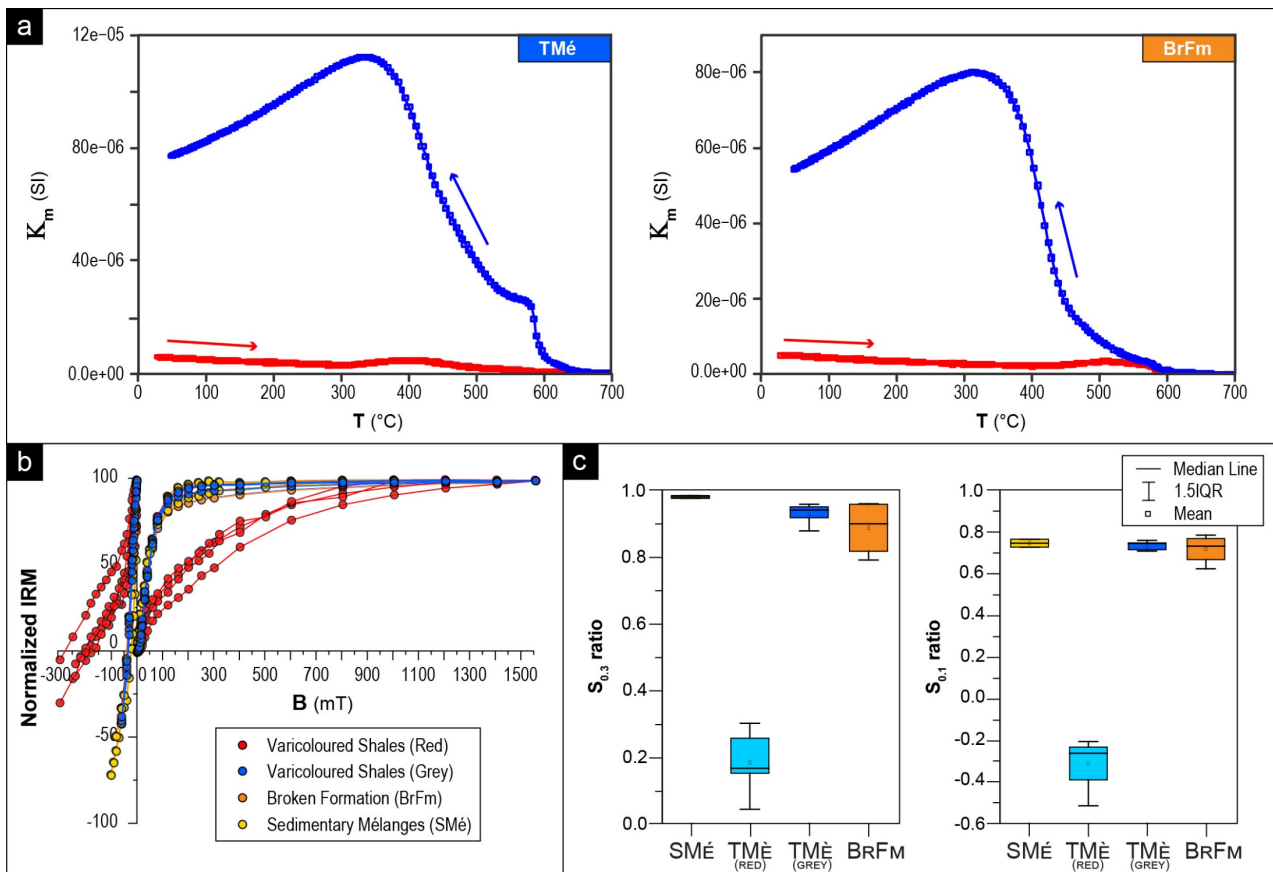 a
TMé
12e−05
80e−06
40e−06
0.0e+00
Km (SI)
0 100 200 300 400 500 600 700
T (°C)
BrFm
80e−06
60e−06
40e−06
20e−06
0.0e+00
Km (SI)
0 100 200 300 400 500 600 700
T (°C)
b
Normalized IRM
100
50
0
-50
-100
-300 -100 0 100 300 500 700 900 1100 1300 1500
B (mT)
Varicoloured Shales (Red)
Varicoloured Shales (Grey)
Broken Formation (BrFm)
Sedimentary Mélanges (SMé)
c
S0.3 ratio
1.0
0.8
0.6
0.4
0.2
0.0
SMÉ TMÈ (RED) TMÈ (GREY) BRFM
Median Line
1.5IQR
Mean
S0.1 ratio
1.0
0.8
0.6
0.4
0.2
0.0
-0.2
-0.4
-0.6
SMÉ TMÈ (RED) TMÈ (GREY) BRFM